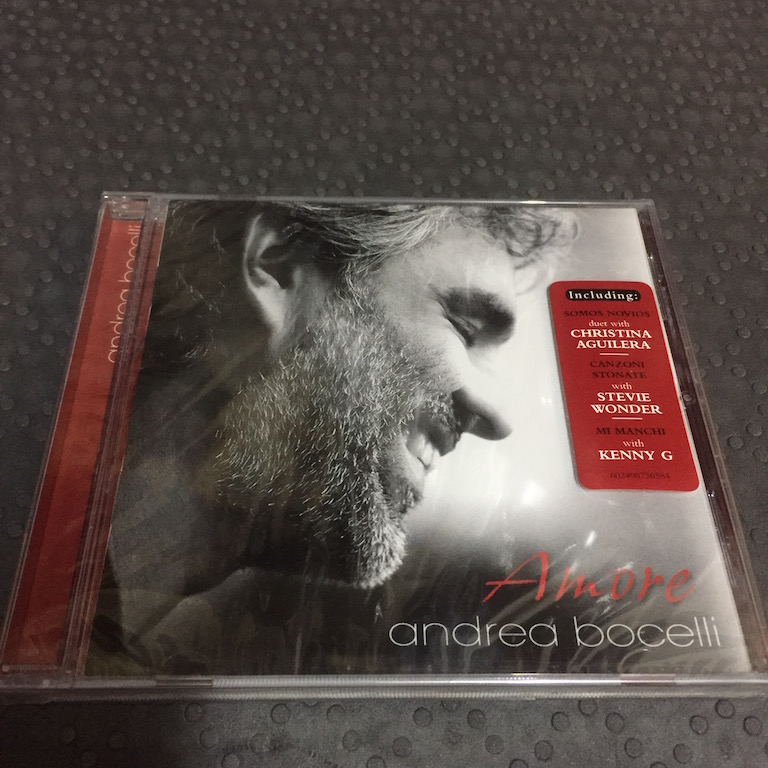 andrea bocelli
Including:
SOMOS NOVIOS
duet with
CHRISTINA
AGUILERA
CANZONI
STONATE
with
STEVIE
WONDER
MI MANCHI
with
KENNY G
Amore
andrea bocelli